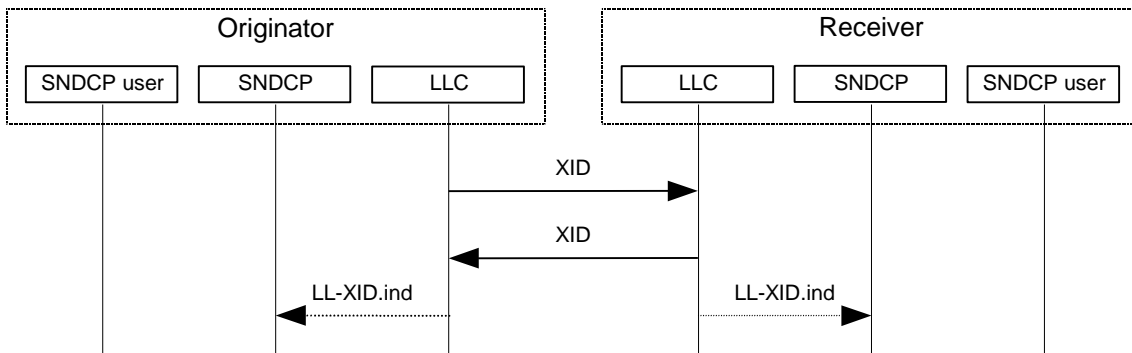 Originator
Receiver
SNDCP user
SNDCP
LLC
LLC
SNDCP
SNDCP user
XID
XID
LL-XID.ind
LL-XID.ind